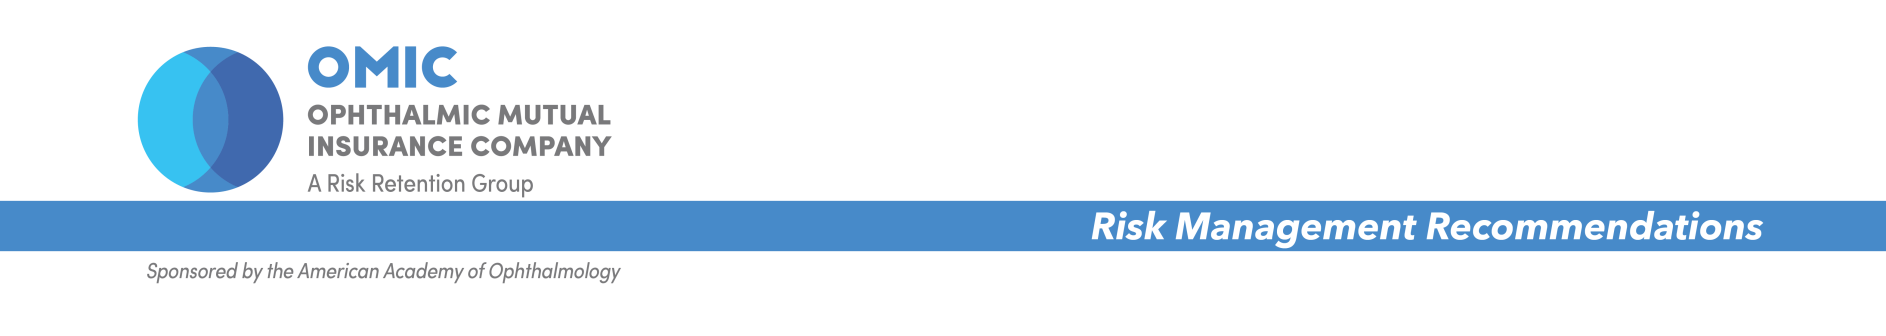 OMIC
OPHTHALMIC MUTUAL
INSURANCE COMPANY
A Risk Retention Group
Risk Management Recommendations
Sponsored by the American Academy of Ophthalmology